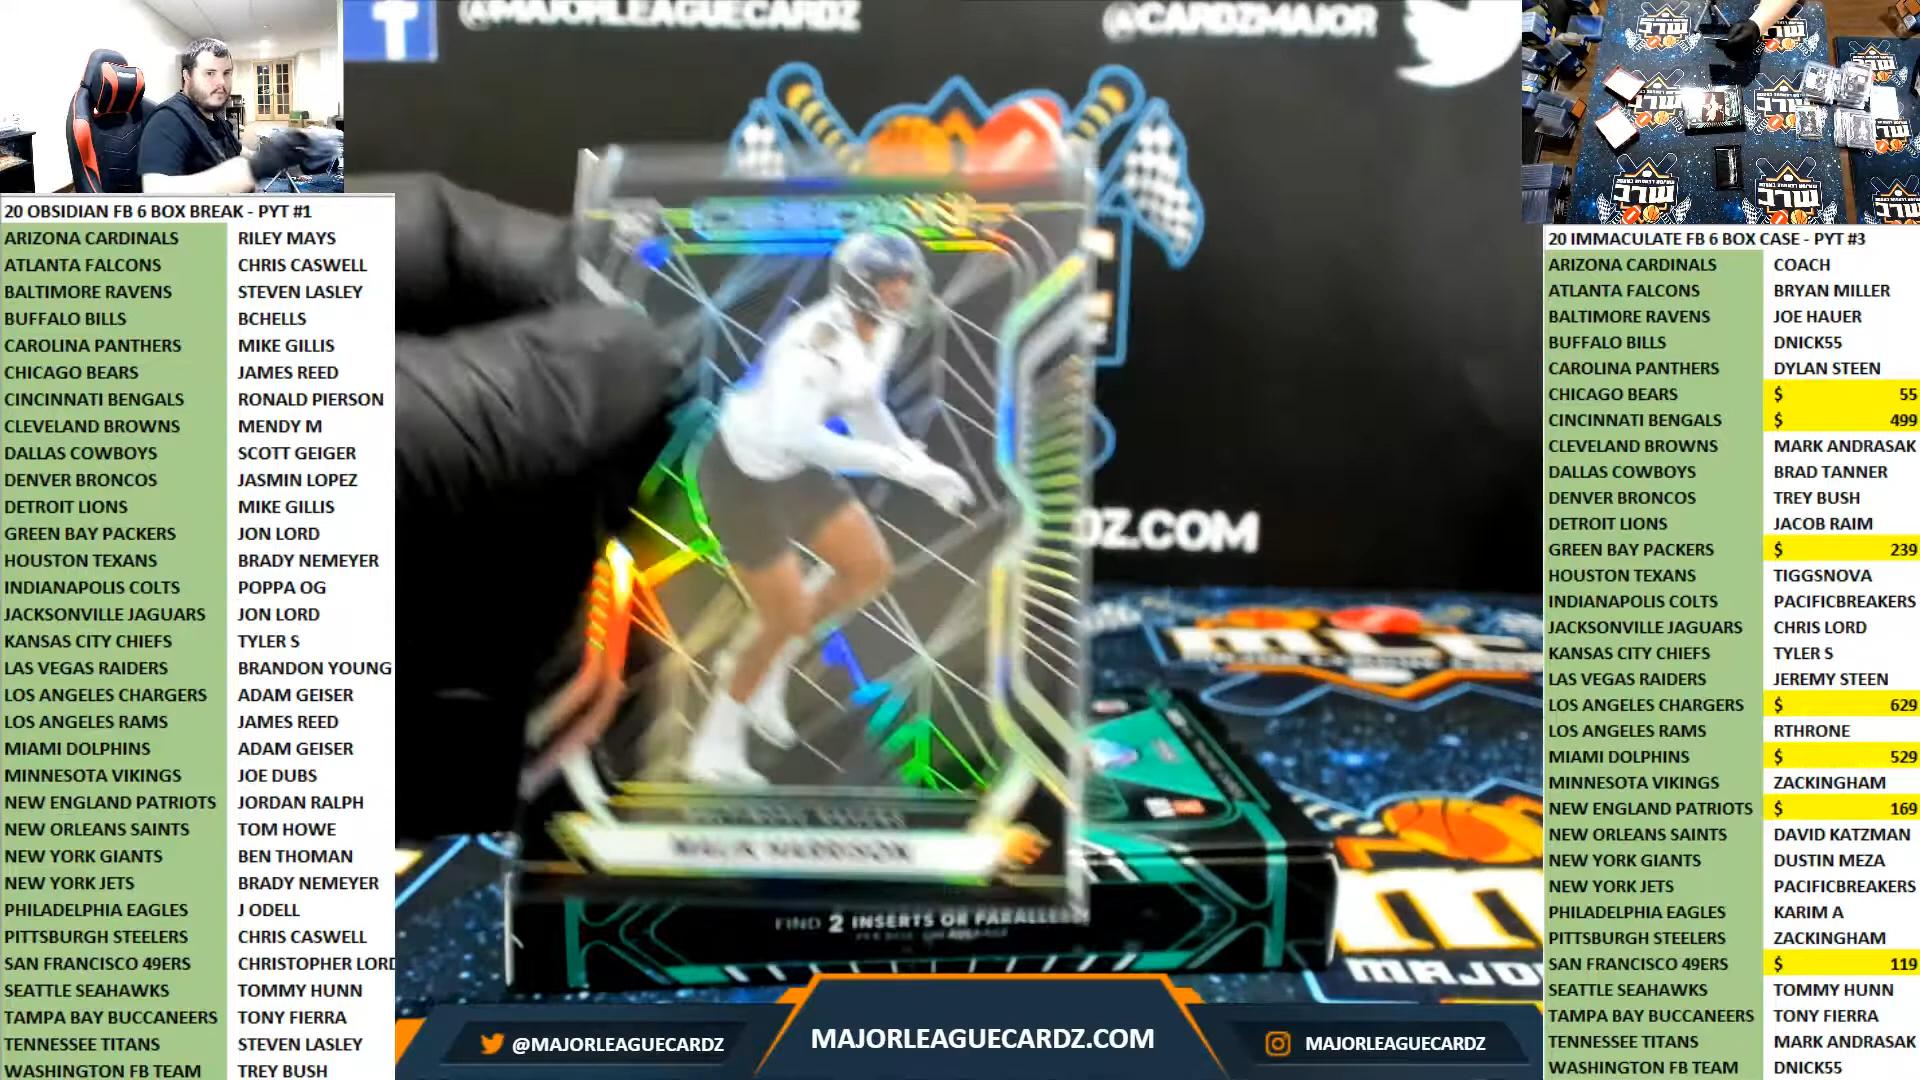 @MAJORLEAGUECARDZ
@CARDZMAJOR
20 OBSIDIAN FB 6 BOX BREAK - PYT #1
ARIZONA CARDINALS RILEY MAYS
ATLANTA FALCONS CHRIS CASWELL
BALTIMORE RAVENS STEVEN LASLEY
BUFFALO BILLS BCHELLS
CAROLINA PANTHERS MIKE GILLIS
CHICAGO BEARS JAMES REED
CINCINNATI BENGALS RONALD PIERSON
CLEVELAND BROWNS MENDY M
DALLAS COWBOYS SCOTT GEIGER
DENVER BRONCOS JASMIN LOPEZ
DETROIT LIONS MIKE GILLIS
GREEN BAY PACKERS JON LORD
HOUSTON TEXANS BRADY NEMEYER
INDIANAPOLIS COLTS POPPA OG
JACKSONVILLE JAGUARS JON LORD
KANSAS CITY CHIEFS TYLER S
LAS VEGAS RAIDERS BRANDON YOUNG
LOS ANGELES CHARGERS ADAM GEISER
LOS ANGELES RAMS JAMES REED
MIAMI DOLPHINS ADAM GEISER
MINNESOTA VIKINGS JOE DUBS
NEW ENGLAND PATRIOTS JORDAN RALPH
NEW ORLEANS SAINTS TOM HOWE
NEW YORK GIANTS BEN THOMAN
NEW YORK JETS BRADY NEMEYER
PHILADELPHIA EAGLES J ODELL
PITTSBURGH STEELERS CHRIS CASWELL
SAN FRANCISCO 49ERS CHRISTOPHER LORD
SEATTLE SEAHAWKS TOMMY HUNN
TAMPA BAY BUCCANEERS TONY FIERRA
TENNESSEE TITANS STEVEN LASLEY
WASHINGTON FB TEAM TREY BUSH
DZ.COM
MALIK HARRISON
FIND 2 INSERTS OR PARALLELS
@MAJORLEAGUECARDZ
MAJORLEAGUECARDZ.COM
MAJORLEAGUECARDZ
20 IMMACULATE FB 6 BOX CASE - PYT #3
ARIZONA CARDINALS COACH
ATLANTA FALCONS BRYAN MILLER
BALTIMORE RAVENS JOE HAUER
BUFFALO BILLS DNICK55
CAROLINA PANTHERS DYLAN STEEN
CHICAGO BEARS $ 55
CINCINNATI BENGALS $ 499
CLEVELAND BROWNS MARK ANDRASAK
DALLAS COWBOYS BRAD TANNER
DENVER BRONCOS TREY BUSH
DETROIT LIONS JACOB RAIM
GREEN BAY PACKERS $ 239
HOUSTON TEXANS TIGGSNOVA
INDIANAPOLIS COLTS PACIFICBREAKERS
JACKSONVILLE JAGUARS CHRIS LORD
KANSAS CITY CHIEFS TYLER S
LAS VEGAS RAIDERS JEREMY STEEN
LOS ANGELES CHARGERS $ 629
LOS ANGELES RAMS RTHRONE
MIAMI DOLPHINS $ 529
MINNESOTA VIKINGS ZACKINGHAM
NEW ENGLAND PATRIOTS $ 169
NEW ORLEANS SAINTS DAVID KATZMAN
NEW YORK GIANTS DUSTIN MEZA
NEW YORK JETS PACIFICBREAKERS
PHILADELPHIA EAGLES KARIM A
PITTSBURGH STEELERS ZACKINGHAM
SAN FRANCISCO 49ERS $ 119
SEATTLE SEAHAWKS TOMMY HUNN
TAMPA BAY BUCCANEERS TONY FIERRA
TENNESSEE TITANS MARK ANDRASAK
WASHINGTON FB TEAM DNICK55